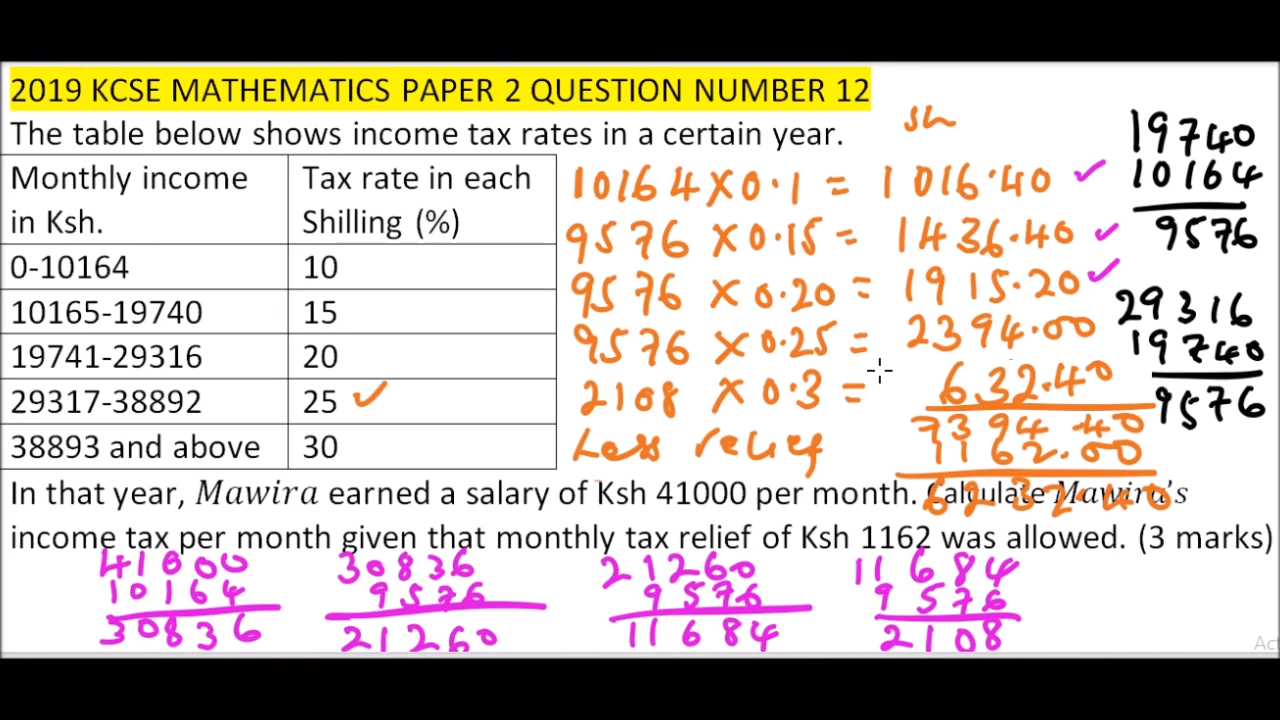 2019 KCSE MATHEMATICS PAPER 2 QUESTION NUMBER 12
The table below shows income tax rates in a certain year.
Monthly income in Ksh. Tax rate in each Shilling (%)
0-10164 10
10165-19740 15
19741-29316 20
29317-38892 25 ✓
38893 and above 30
In that year, Mawira earned a salary of Ksh 41000 per month. Calculate Mawira's
income tax per month given that monthly tax relief of Ksh 1162 was allowed. (3 marks)
sh
10164 X 0.1 = 1016.40 ✓
9576 X 0.15 = 1436.40 ✓
9576 X 0.20 = 1915.20 ✓
9576 X 0.25 = 2394.00
2108 X 0.3 = 632.40
7394.40
Less relief 1162.00
6232.40
19740
10164
9576
29316
19740
9576
41000
10164
30836
30836
9576
21260
21260
9576
11684
11684
9576
2108